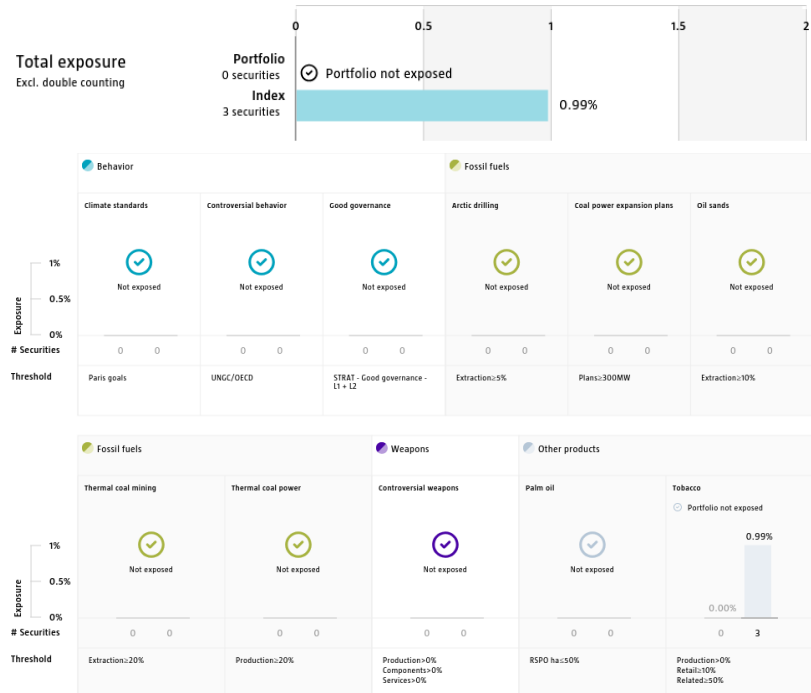 0 0.5 1 1.5 2
Total exposure
Excl. double counting
Portfolio
0 securities
Portfolio not exposed
Index
3 securities
0.99%
Behavior
Fossil fuels
Climate standards
Controversial behavior
Good governance
Arctic drilling
Coal power expansion plans
Oil sands
Exposure
1%
0.5%
0%
Not exposed
Not exposed
Not exposed
Not exposed
Not exposed
Not exposed
# Securities
0 0
0 0
0 0
0 0
0 0
0 0
Threshold
Paris goals
UNGC/OECD
STRAT - Good governance -
L1 + L2
Extraction≥5%
Plans≥300MW
Extraction≥10%
Fossil fuels
Weapons
Other products
Thermal coal mining
Thermal coal power
Controversial weapons
Palm oil
Tobacco
Portfolio not exposed
Exposure
1%
0.5%
0%
Not exposed
Not exposed
Not exposed
Not exposed
0.99%
0.00%
# Securities
0 0
0 0
0 0
0 0
0 3
Threshold
Extraction≥20%
Production≥20%
Production>0%
Components>0%
Services>0%
RSPO ha≤50%
Production>0%
Retail≥10%
Related≥50%